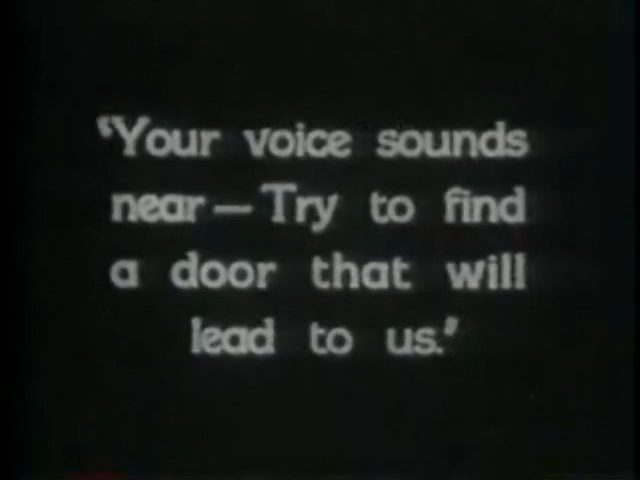 'Your voice sounds
near — Try to find
a door that will
lead to us.'